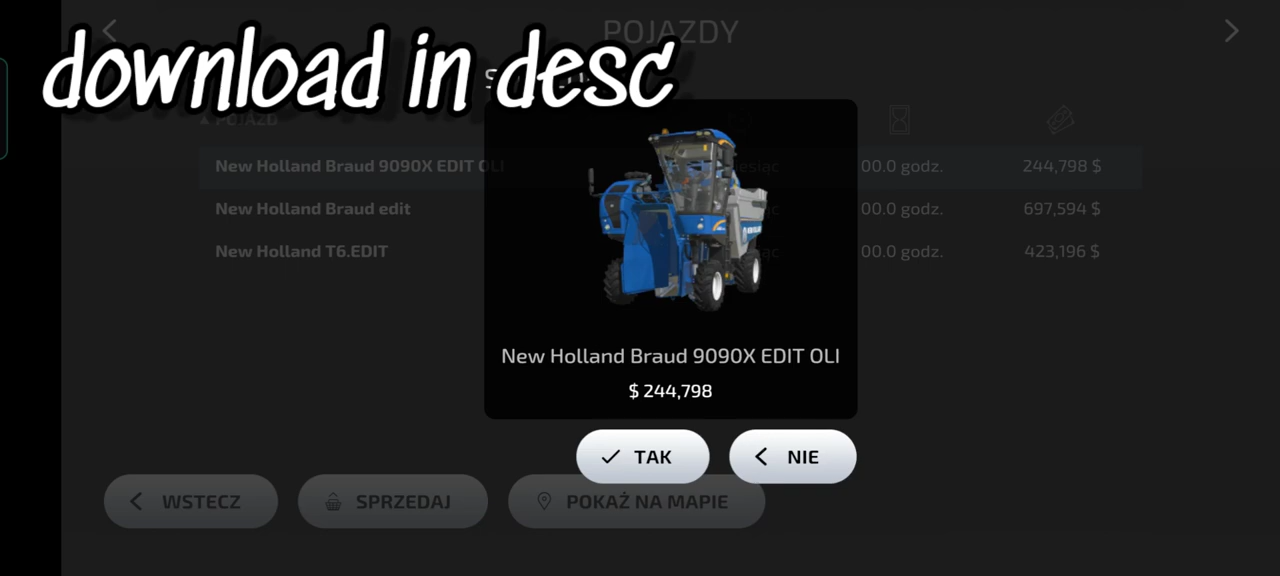 POJAZDY
download in desc
POJAZD
New Holland Braud 9090X EDIT OLI 00.0 godz. 244,798 $
New Holland Braud edit 00.0 godz. 697,594 $
New Holland T6.EDIT 00.0 godz. 423,196 $
New Holland Braud 9090X EDIT OLI
$ 244,798
TAK NIE
WSTECZ SPRZEDAJ POKAŻ NA MAPIE